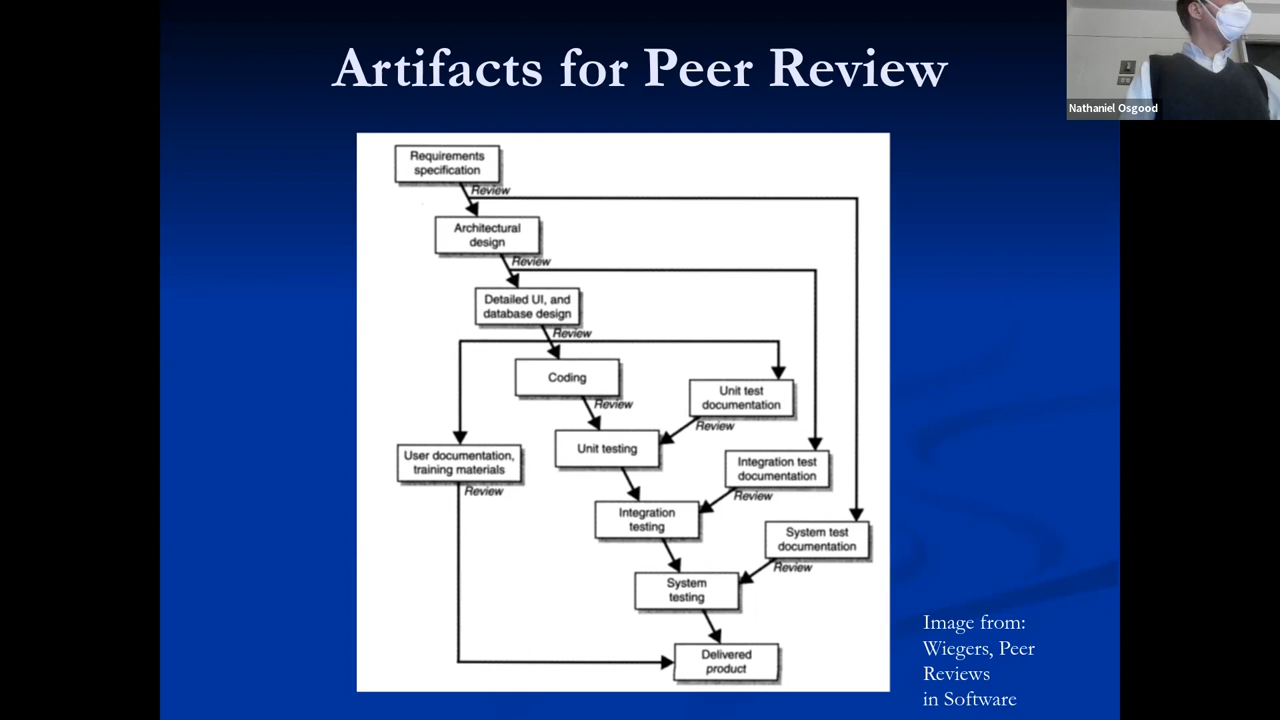 Artifacts for Peer Review
Nathaniel Osgood
Requirements
specification
Review
Architectural
design
Review
Detailed UI, and
database design
Review
Coding
Review
Unit test
documentation
Review
Unit testing
User documentation,
training materials
Review
Integration test
documentation
Review
Integration
testing
System test
documentation
Review
System
testing
Delivered
product
Image from:
Wiegers, Peer
Reviews
in Software